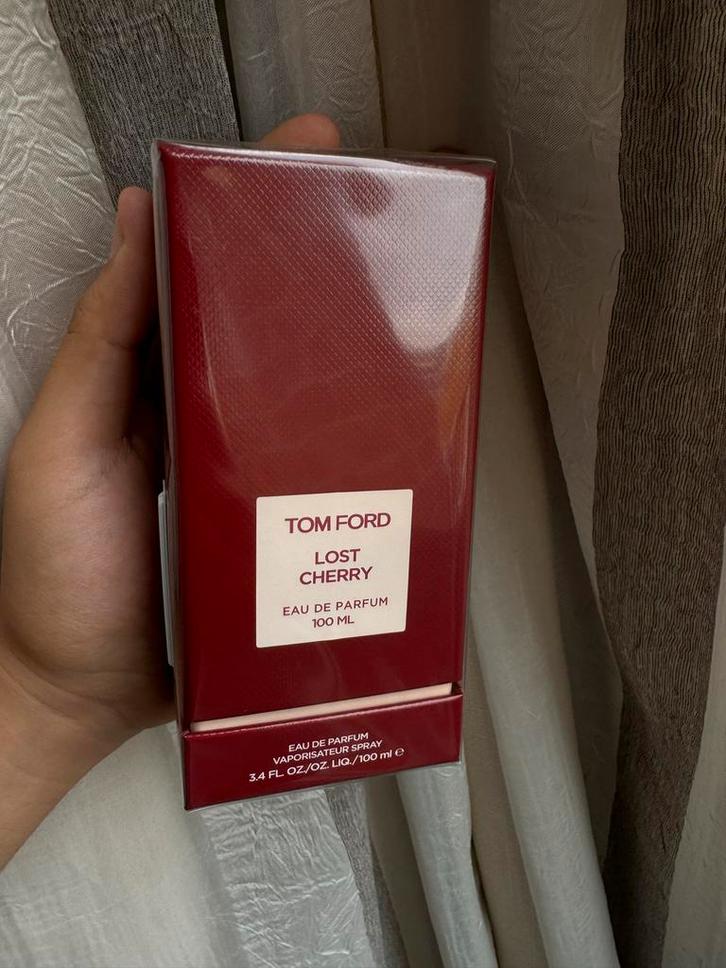 TOM FORD
LOST
CHERRY
EAU DE PARFUM
100 ML
EAU DE PARFUM
VAPORISATEUR SPRAY
3.4 FL. OZ./OZ. LIQ./100 ml ℮